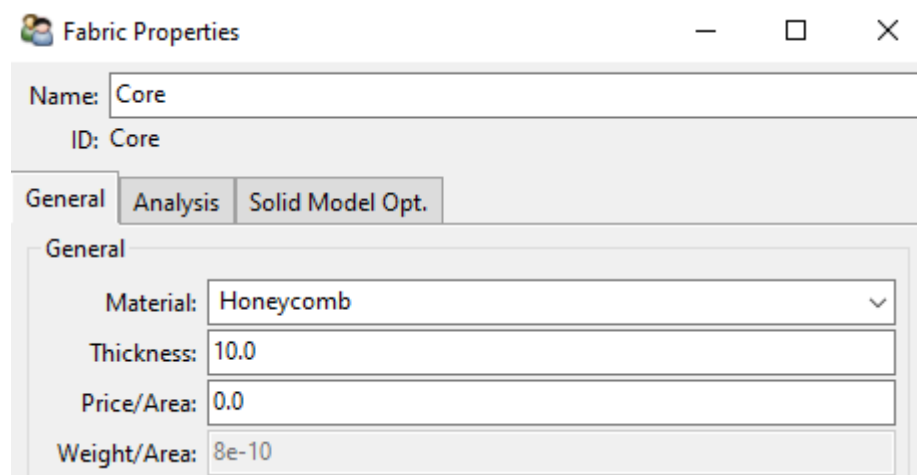 Fabric Properties
Name: Core
ID: Core
General Analysis Solid Model Opt.
General
Material: Honeycomb
Thickness: 10.0
Price/Area: 0.0
Weight/Area: 8e-10